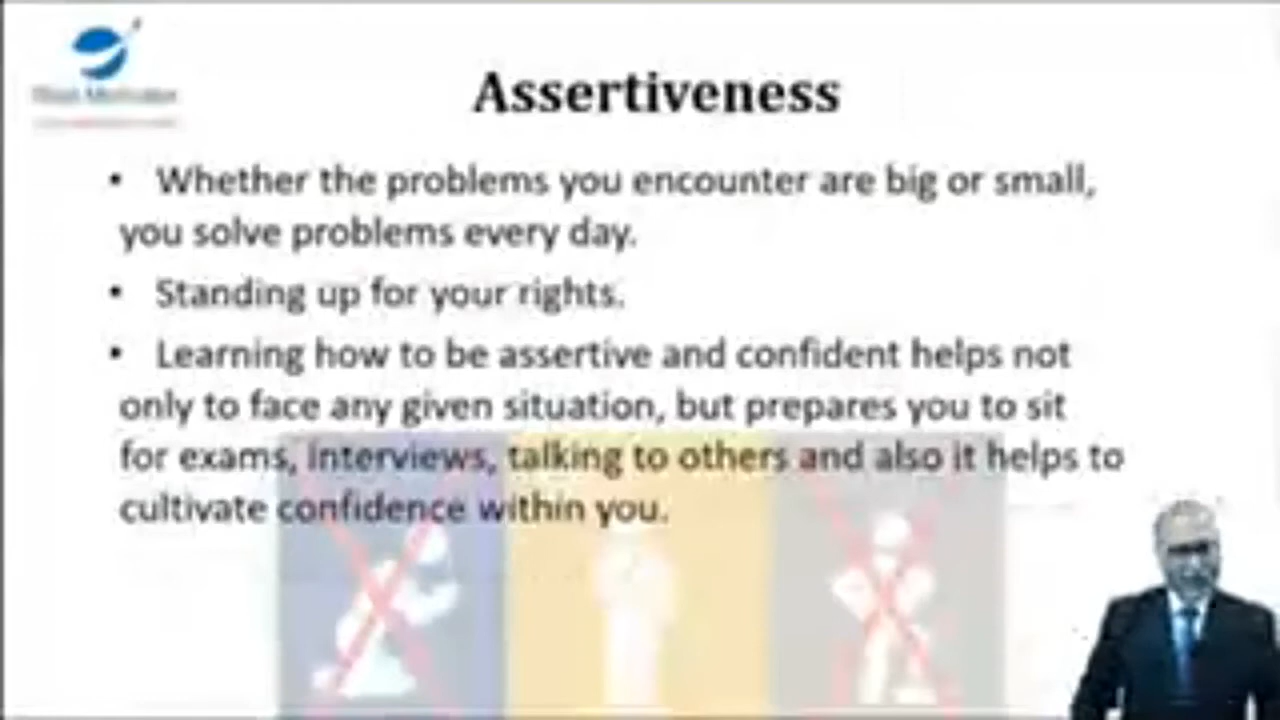 Assertiveness
• Whether the problems you encounter are big or small,
you solve problems every day.
• Standing up for your rights.
• Learning how to be assertive and confident helps not
only to face any given situation, but prepares you to sit
for exams, interviews, talking to others and also it helps to
cultivate confidence within you.